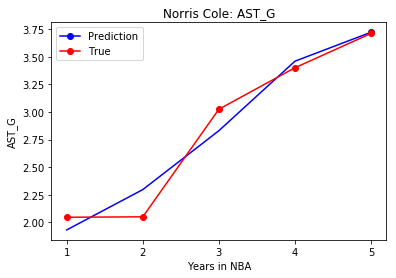 Norris Cole: AST_G
Prediction
True
3.75
3.50
3.25
3.00
2.75
2.50
2.25
2.00
AST_G
1 2 3 4 5
Years in NBA